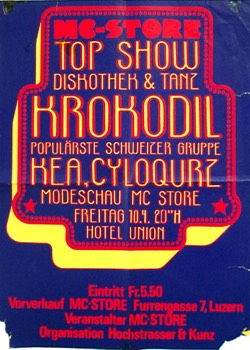 MC-STORE
TOP SHOW
DISKOTHEK & TANZ
KROKODIL
POPULÄRSTE SCHWEIZER GRUPPE
KEA, CYLOQURZ
MODESCHAU MC STORE
FREITAG 10.4. 20ººH
HOTEL UNION
Eintritt Fr.5.50
Vorverkauf MC-STORE Furrengasse 7, Luzern
Veranstalter MC-STORE
Organisation Hochstrasser & Kunz